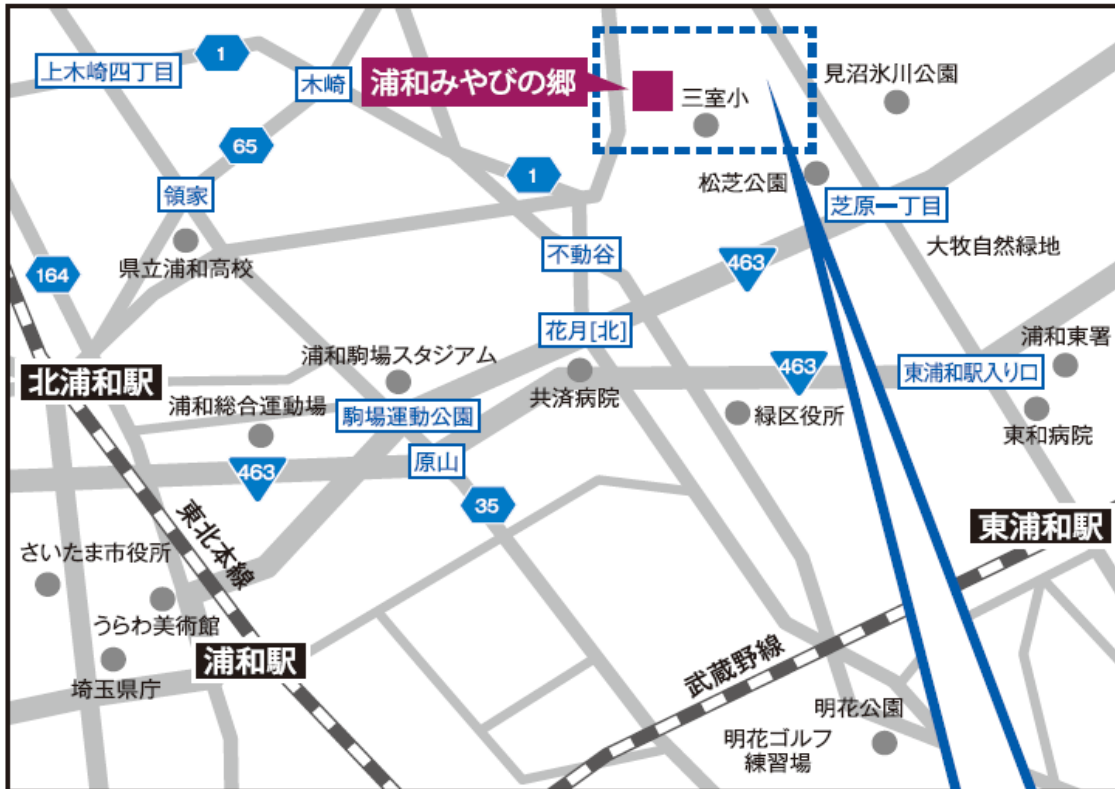 1
上木崎四丁目
木崎
浦和みやびの郷
三室小
見沼氷川公園
65
1
松芝公園
領家
芝原一丁目
県立浦和高校
不動谷
大牧自然緑地
164
463
花月[北]
浦和駒場スタジアム
浦和東署
北浦和駅
463
東浦和駅入り口
共済病院
浦和総合運動場
駒場運動公園
緑区役所
東和病院
原山
463
35
東浦和駅
東北本線
さいたま市役所
うらわ美術館
浦和駅
武蔵野線
埼玉県庁
明花公園
明花ゴルフ
練習場